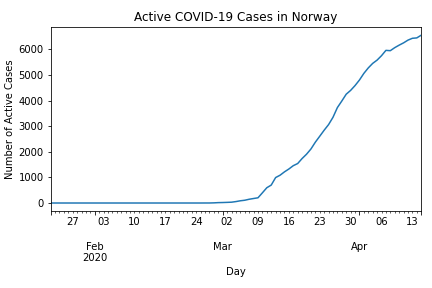 Active COVID-19 Cases in Norway
Number of Active Cases
6000
5000
4000
3000
2000
1000
0
27 03 10 17 24 02 09 16 23 30 06 13
Feb Mar Apr
2020
Day